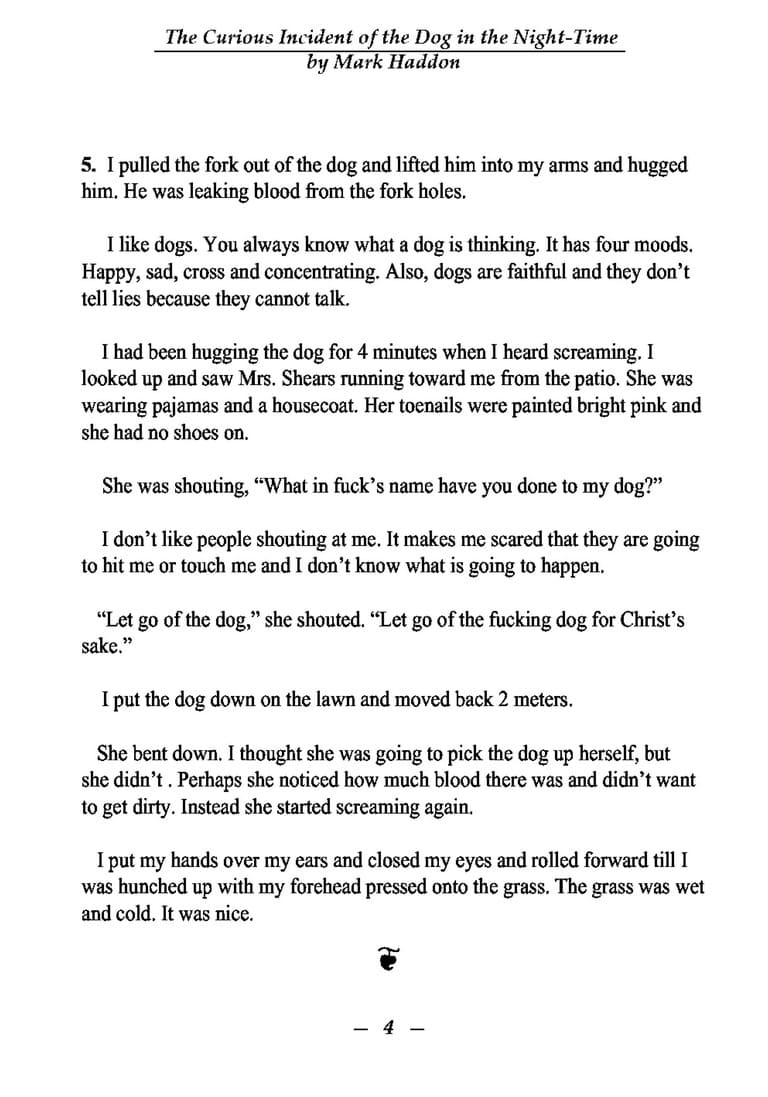 The Curious Incident of the Dog in the Night-Time
by Mark Haddon
5. I pulled the fork out of the dog and lifted him into my arms and hugged
him. He was leaking blood from the fork holes.
I like dogs. You always know what a dog is thinking. It has four moods.
Happy, sad, cross and concentrating. Also, dogs are faithful and they don’t
tell lies because they cannot talk.
I had been hugging the dog for 4 minutes when I heard screaming. I
looked up and saw Mrs. Shears running toward me from the patio. She was
wearing pajamas and a housecoat. Her toenails were painted bright pink and
she had no shoes on.
She was shouting, “What in fuck’s name have you done to my dog?”
I don’t like people shouting at me. It makes me scared that they are going
to hit me or touch me and I don’t know what is going to happen.
“Let go of the dog,” she shouted. “Let go of the fucking dog for Christ’s
sake.”
I put the dog down on the lawn and moved back 2 meters.
She bent down. I thought she was going to pick the dog up herself, but
she didn’t . Perhaps she noticed how much blood there was and didn’t want
to get dirty. Instead she started screaming again.
I put my hands over my ears and closed my eyes and rolled forward till I
was hunched up with my forehead pressed onto the grass. The grass was wet
and cold. It was nice.
– 4 –